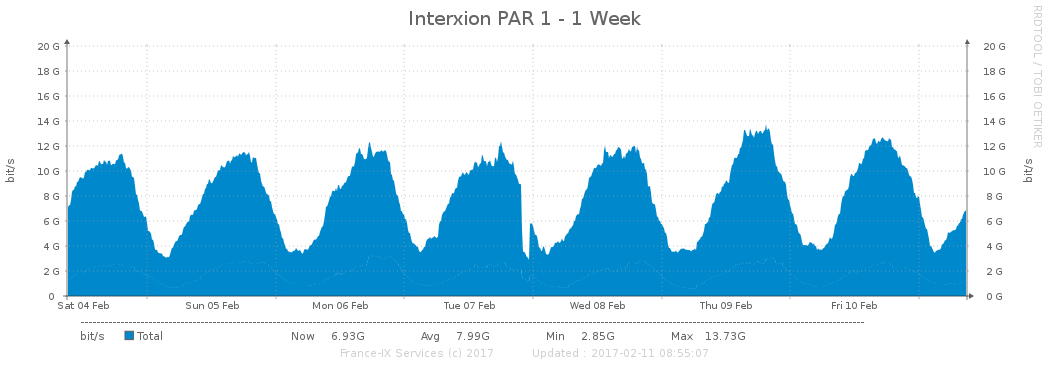 Interxion PAR 1 - 1 Week
RRDTOOL / TOBI OETIKER
20 G 20 G
18 G 18 G
16 G 16 G
14 G 14 G
12 G 12 G
10 G 10 G
8 G 8 G
6 G 6 G
4 G 4 G
2 G 2 G
0 0 G
bit/s
bit/s
Sat 04 Feb Sun 05 Feb Mon 06 Feb Tue 07 Feb Wed 08 Feb Thu 09 Feb Fri 10 Feb
bit/s Total Now 6.93G Avg 7.99G Min 2.85G Max 13.73G
France-IX Services (c) 2017 Updated : 2017-02-11 08:55:07